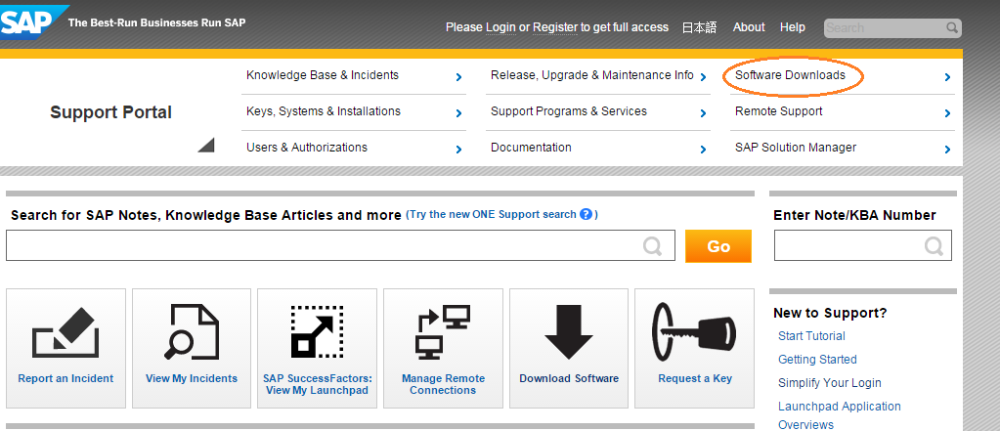 SAP The Best-Run Businesses Run SAP
Please Login or Register to get full access 日本語 About Help Search
Support Portal
Knowledge Base & Incidents
Keys, Systems & Installations
Users & Authorizations
Release, Upgrade & Maintenance Info
Support Programs & Services
Documentation
Software Downloads
Remote Support
SAP Solution Manager
Search for SAP Notes, Knowledge Base Articles and more (Try the new ONE Support search ? )
Go
Enter Note/KBA Number
Report an Incident
View My Incidents
SAP SuccessFactors:
View My Launchpad
Manage Remote
Connections
Download Software
Request a Key
New to Support?
Start Tutorial
Getting Started
Simplify Your Login
Launchpad Application
Overviews